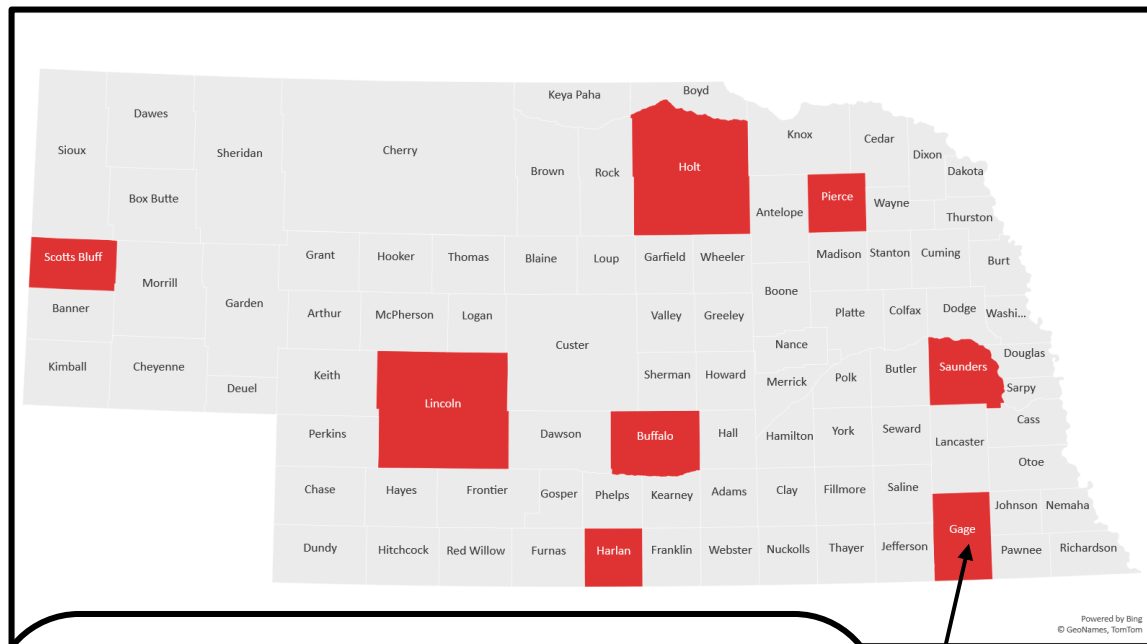 Keya Paha
Boyd
Dawes
Knox
Cedar
Sioux
Sheridan
Cherry
Dixon
Brown
Rock
Holt
Dakota
Box Butte
Pierce
Wayne
Antelope
Thurston
Scotts Bluff
Grant
Hooker
Thomas
Blaine
Loup
Garfield
Wheeler
Madison
Stanton
Cuming
Burt
Morrill
Boone
Garden
Banner
Arthur
McPherson
Logan
Valley
Greeley
Platte
Colfax
Dodge
Washi...
Custer
Nance
Douglas
Kimball
Cheyenne
Keith
Sherman
Howard
Merrick
Polk
Butler
Saunders
Deuel
Sarpy
Lincoln
Perkins
Dawson
Buffalo
Hall
Hamilton
York
Seward
Lancaster
Cass
Otoe
Chase
Hayes
Frontier
Gosper
Phelps
Kearney
Adams
Clay
Fillmore
Saline
Johnson
Nemaha
Gage
Dundy
Hitchcock
Red Willow
Furnas
Harlan
Franklin
Webster
Nuckolls
Thayer
Jefferson
Pawnee
Richardson
Powered by Bing
© GeoNames, TomTom